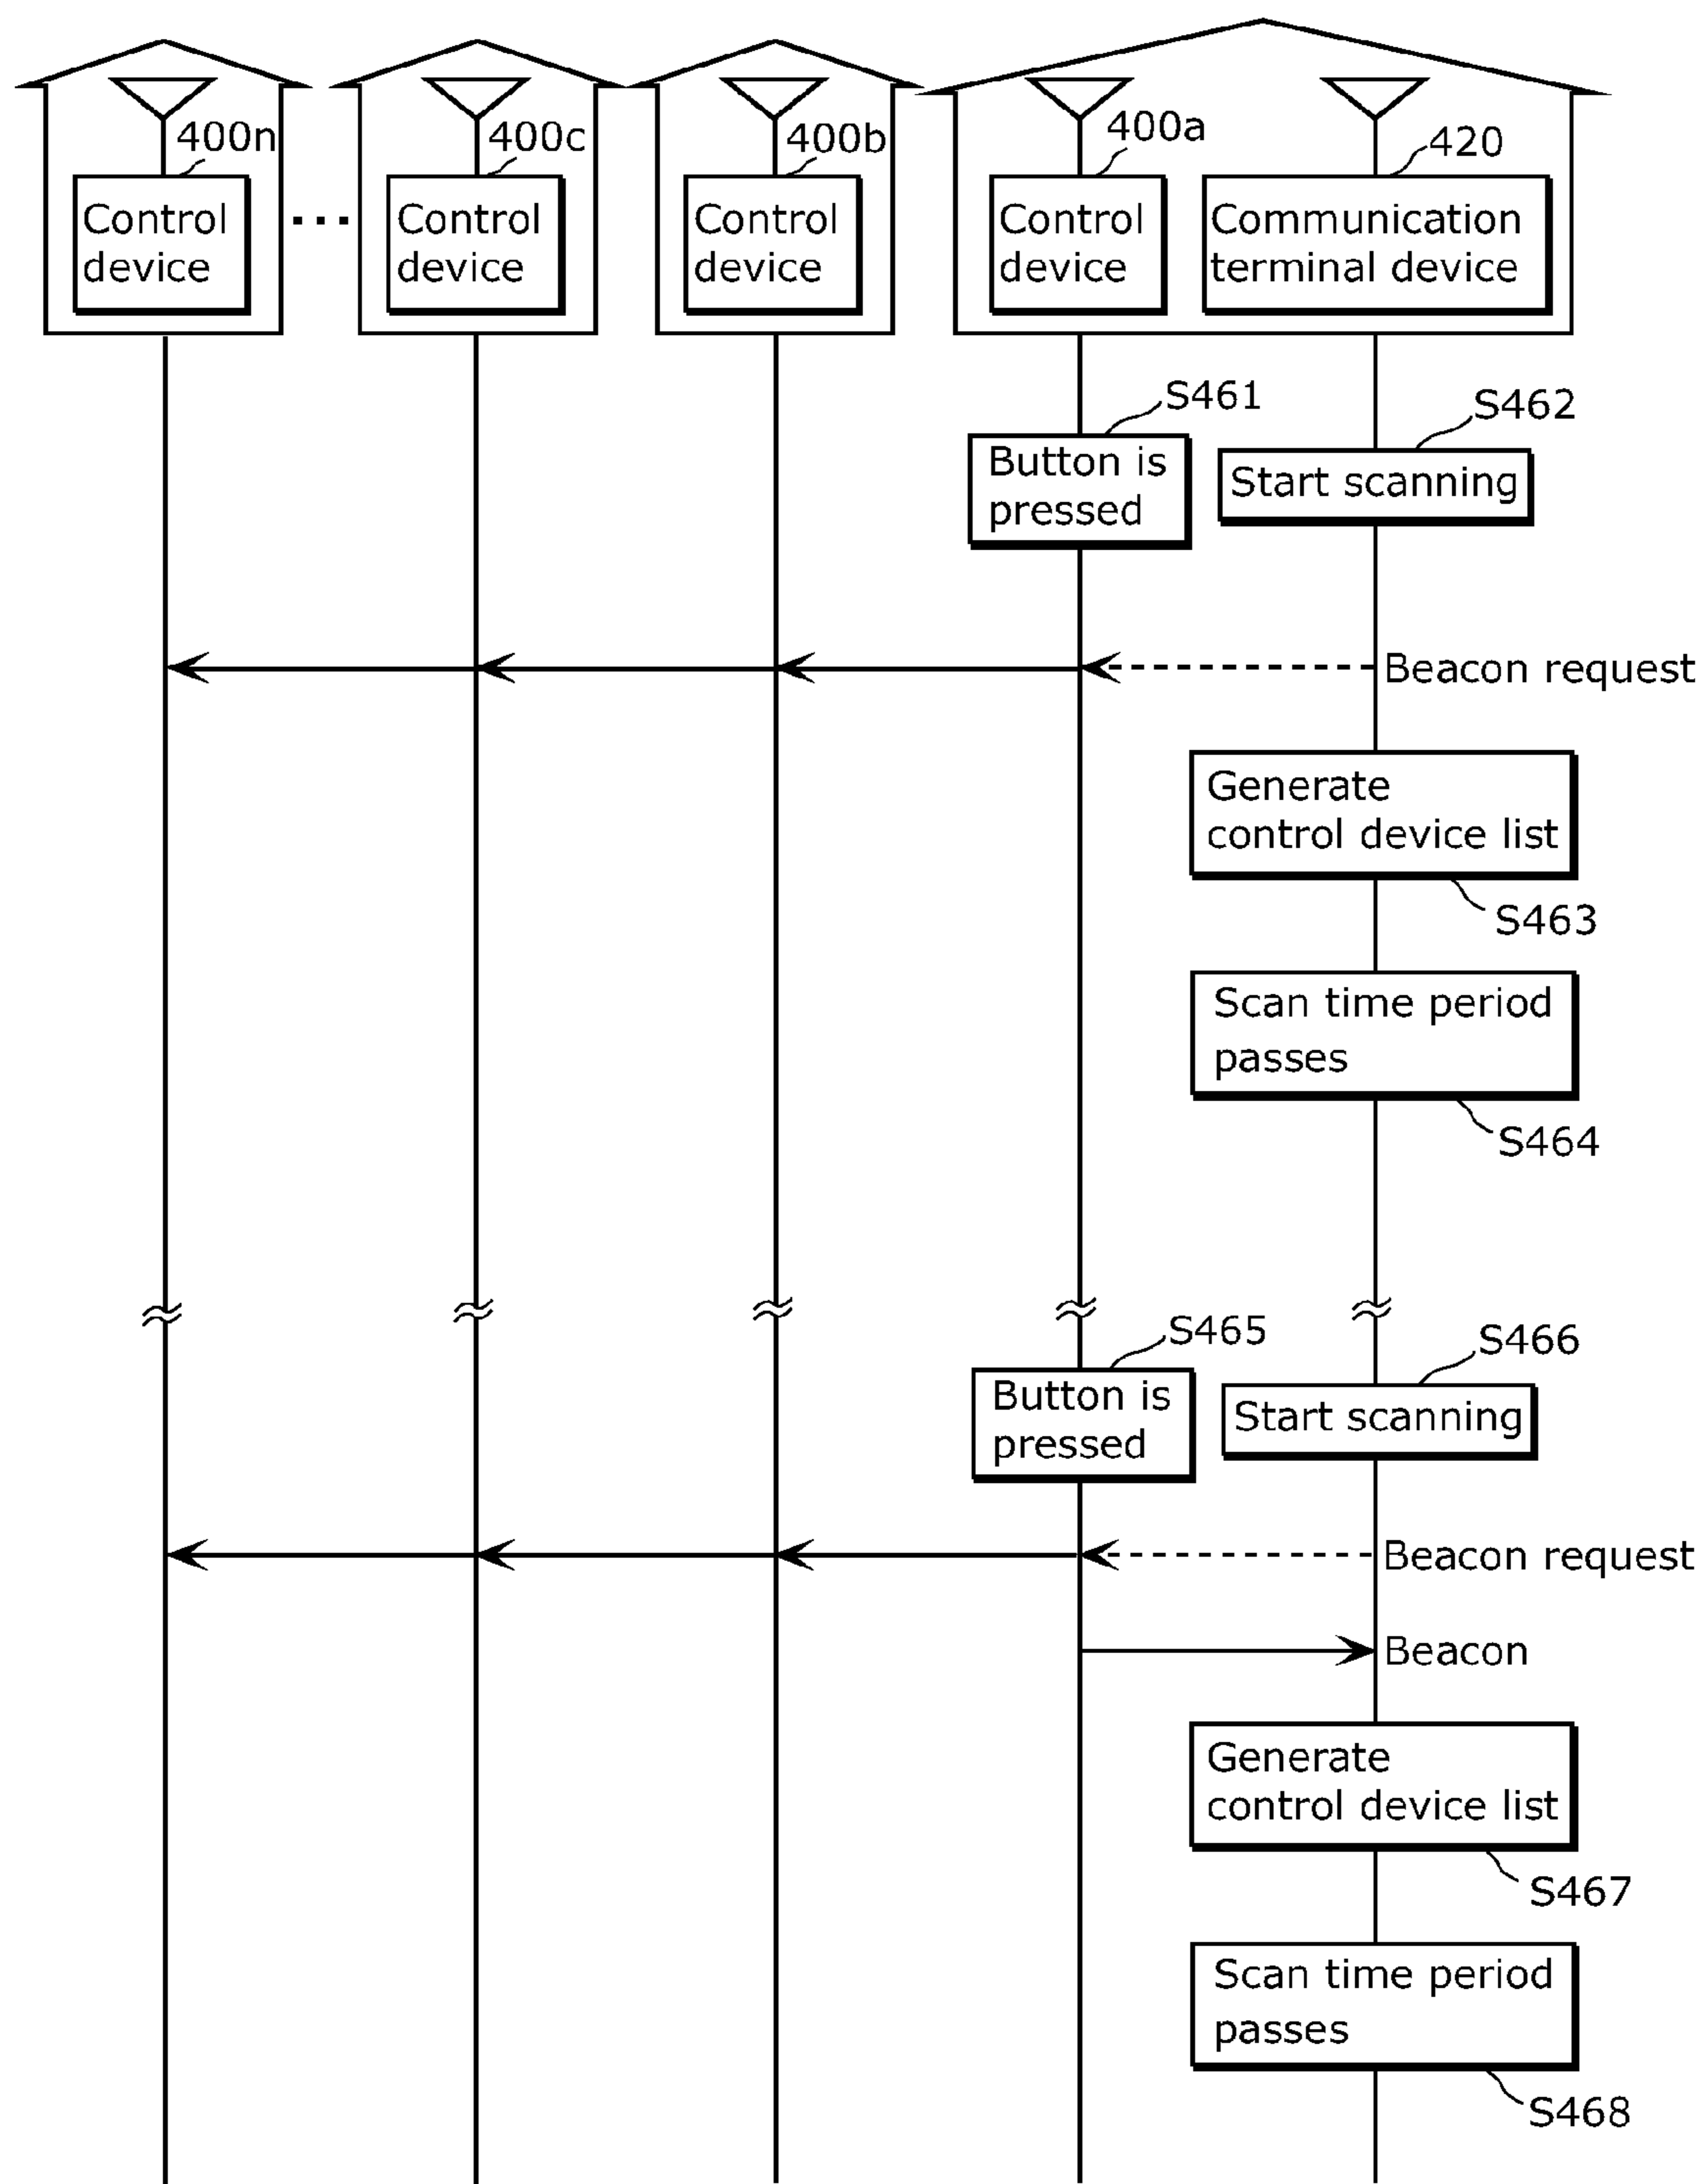 400n
400c
400b
400a
420
Control
device
...
Control
device
Control
device
Control
device
Communication
terminal device
S461
S462
Button is
pressed
Start scanning
Beacon request
Generate
control device list
S463
Scan time period
passes
S464
S465
S466
Button is
pressed
Start scanning
Beacon request
Beacon
Generate
control device list
S467
Scan time period
passes
S468